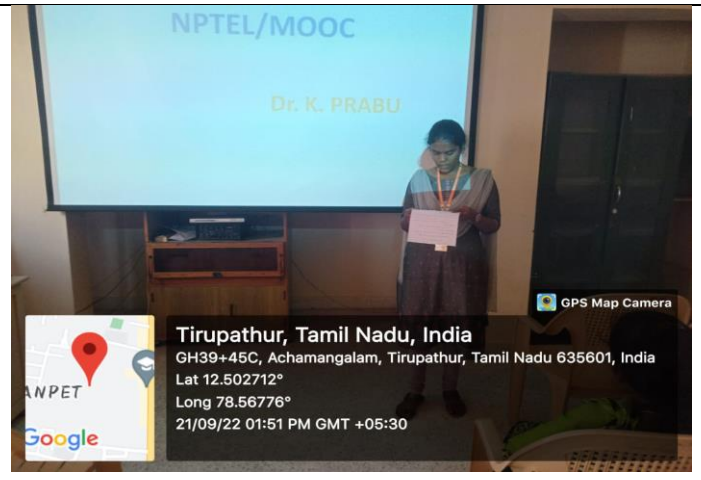 NPTEL/MOOC
Dr. K. PRABU
GPS Map Camera
Tirupathur, Tamil Nadu, India
GH39+45C, Achamangalam, Tirupathur, Tamil Nadu 635601, India
Lat 12.502712°
Long 78.56776°
21/09/22 01:51 PM GMT +05:30
ANPET
Google